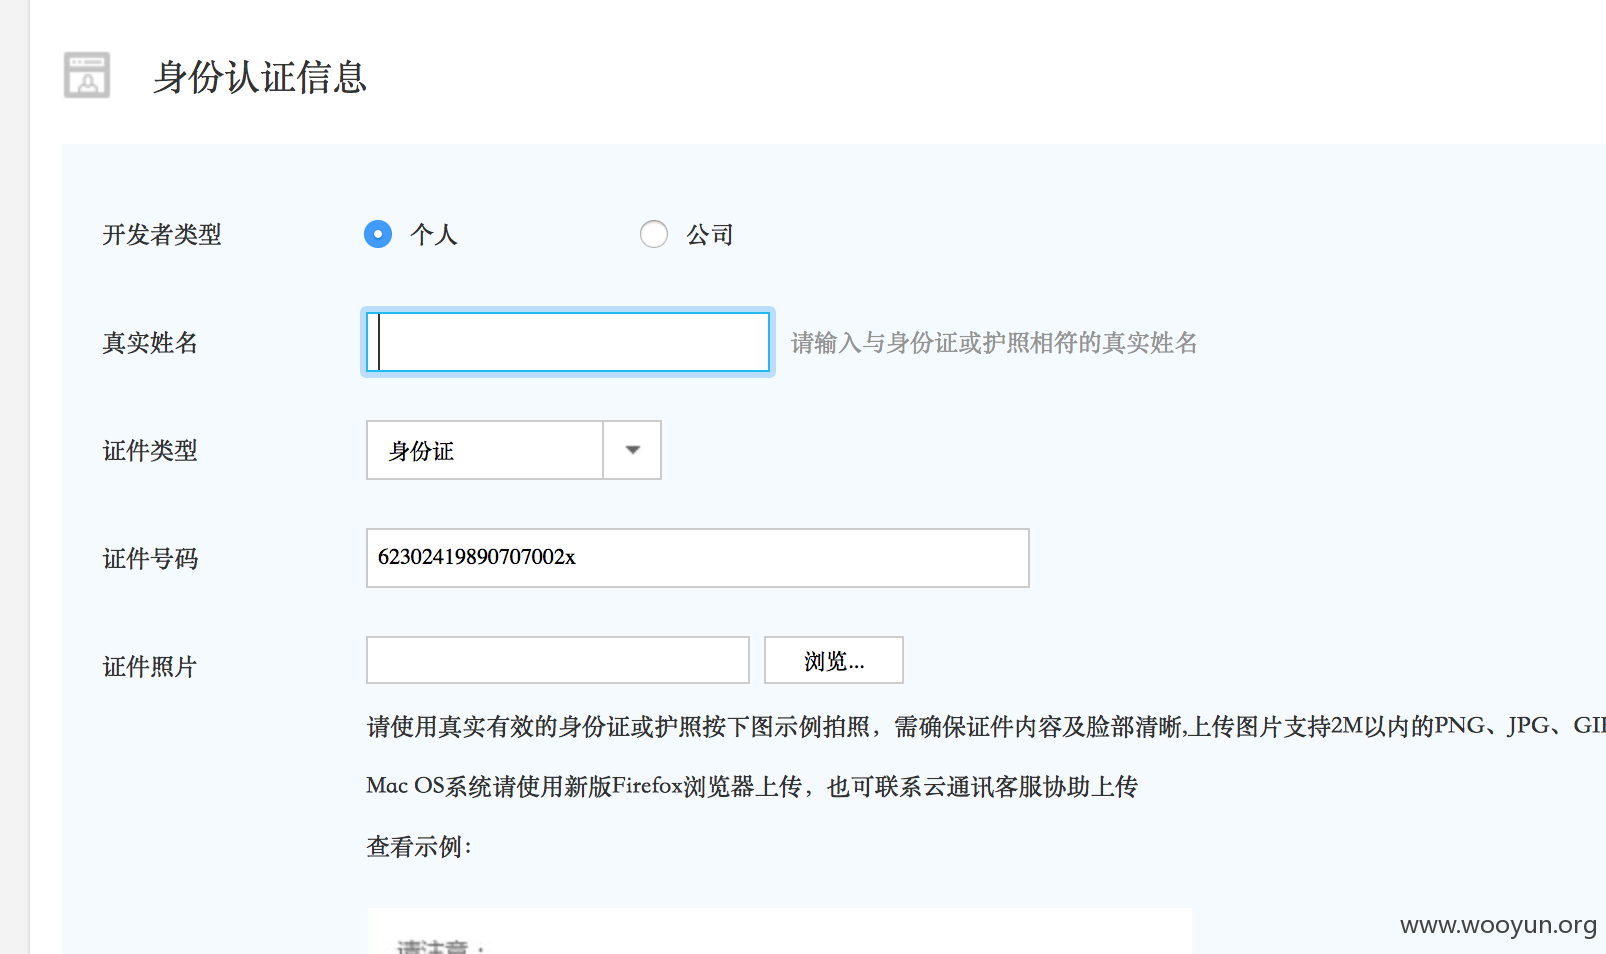 身份认证信息
开发者类型 个人 公司
真实姓名 请输入与身份证或护照相符的真实姓名
证件类型 身份证
证件号码 62302419890707002x
证件照片 浏览...
请使用真实有效的身份证或护照按下图示例拍照，需确保证件内容及脸部清晰,上传图片支持2M以内的PNG、JPG、GIF
Mac OS系统请使用新版Firefox浏览器上传，也可联系云通讯客服协助上传
查看示例：
请注意：
www.wooyun.org